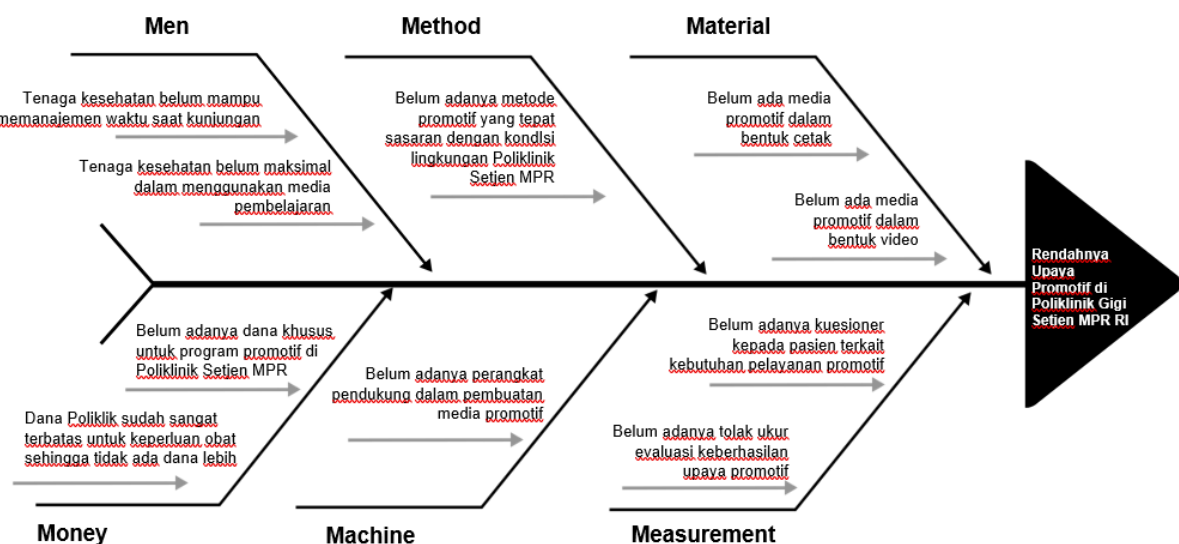 Men
Method
Material
Tenaga kesehatan belum mampu
memanajemen waktu saat kunjungan
Tenaga kesehatan belum maksimal
dalam menggunakan media
pembelajaran
Belum adanya metode
promotif yang tepat
sasaran dengan kondIsi
lingkungan Poliklinik
Setjen MPR
Belum ada media
promotif dalam
bentuk cetak
Belum ada media
promotif dalam
bentuk video
Rendahnya
Upaya
Promotif di
Poliklinik Gigi
Setjen MPR RI
Belum adanya dana khusus
untuk program promotif di
Poliklinik Setjen MPR
Dana Poliklik sudah sangat
terbatas untuk keperluan obat
sehingga tidak ada dana lebih
Belum adanya perangkat
pendukung dalam pembuatan
media promotif
Belum adanya kuesioner
kepada pasien terkait
kebutuhan pelayanan promotif
Belum adanya tolak ukur
evaluasi keberhasilan
upaya promotif
Money
Machine
Measurement